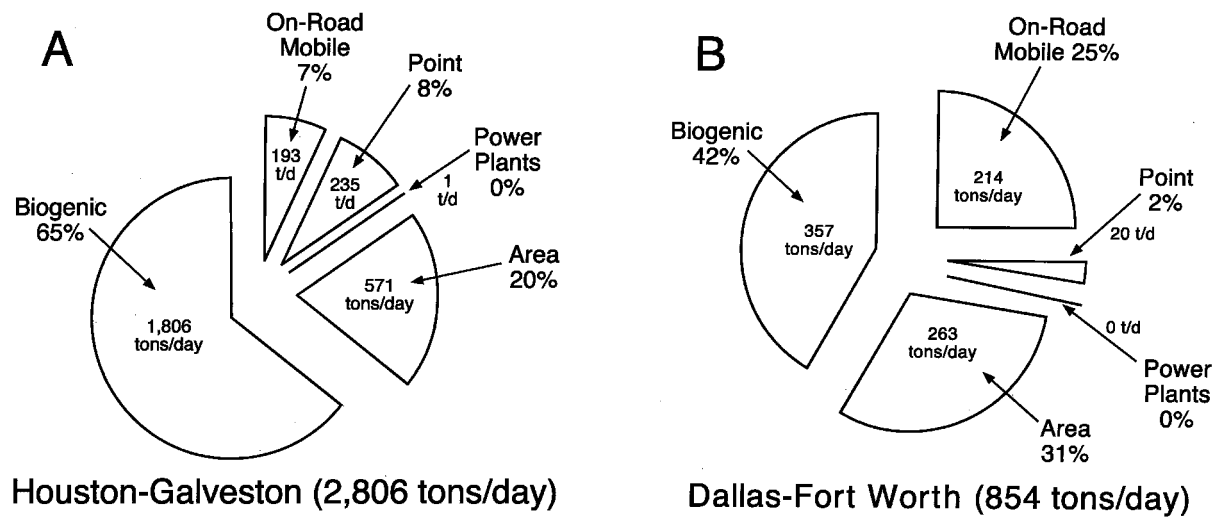 A
On-Road
Mobile
7%
Point
8%
Power
Plants
0%
193
t/d
235
t/d
1
t/d
Biogenic
65%
Area
20%
571
tons/day
1,806
tons/day
Houston-Galveston (2,806 tons/day)
B
On-Road
Mobile 25%
Biogenic
42%
Point
2%
214
tons/day
20 t/d
357
tons/day
263
tons/day
0 t/d
Power
Plants
0%
Area
31%
Dallas-Fort Worth (854 tons/day)